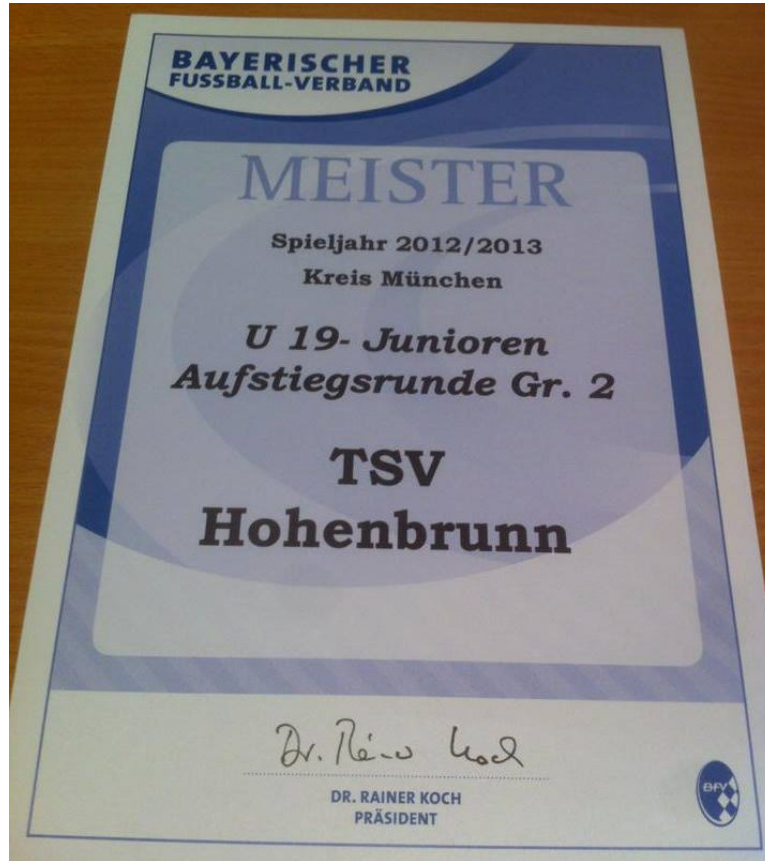 BAYERISCHER
FUSSBALL-VERBAND
MEISTER
Spieljahr 2012/2013
Kreis München
U 19- Junioren
Aufstiegsrunde Gr. 2
TSV
Hohenbrunn
Dr. Rainer Koch
DR. RAINER KOCH
PRÄSIDENT
BFV